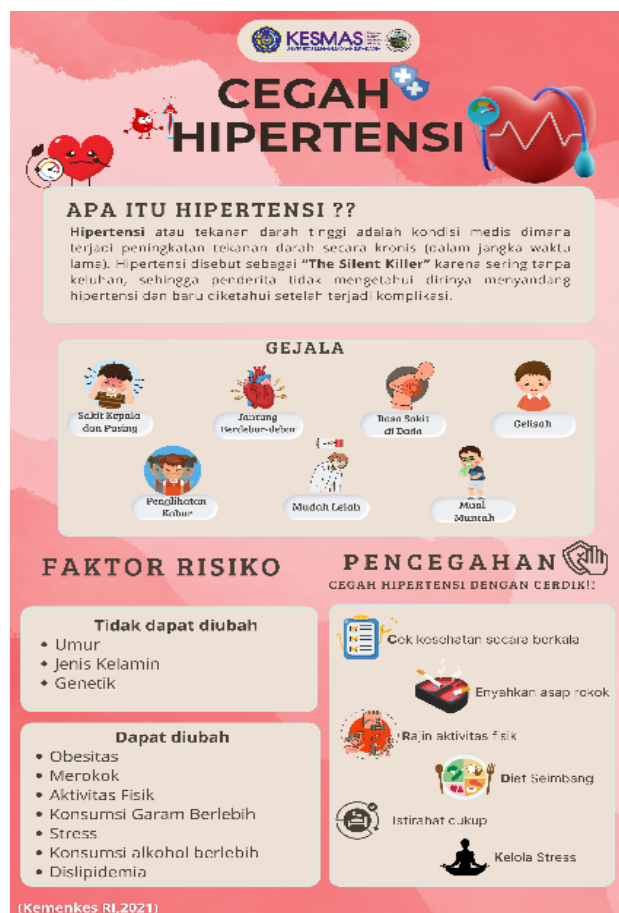 KESMAS
CEGAH
HIPERTENSI
APA ITU HIPERTENSI ??
Hipertensi atau tekanan darah tinggi adalah kondisi medis dimana
terjadi peningkatan tekanan darah secara kronis (dalam jangka waktu
lama). Hipertensi disebut sebagai "The Silent Killer" karena sering tanpa
keluhan, sehingga penderita tidak mengetahui dirinya menyandang
hipertensi dan baru diketahui setelah terjadi komplikasi.
GEJALA
Sakit Kepala
dan Pusing
Jantung
Berdebar-debar
Rasa Sakit
di Dada
Gelisah
Penglihatan
Kabur
Mudah Lelah
Mual
Muntah
FAKTOR RISIKO
Tidak dapat diubah
• Umur
• Jenis Kelamin
• Genetik
Dapat diubah
• Obesitas
• Merokok
• Aktivitas Fisik
• Konsumsi Garam Berlebih
• Stress
• Konsumsi alkohol berlebih
• Dislipidemia
PENCEGAHAN
CEGAH HIPERTENSI DENGAN CERDIK!!
Cek kesehatan secara berkala
Enyahkan asap rokok
Rajin aktivitas fisik
Diet Seimbang
Istirahat cukup
Kelola Stress
(Kemenkes RI,2021)